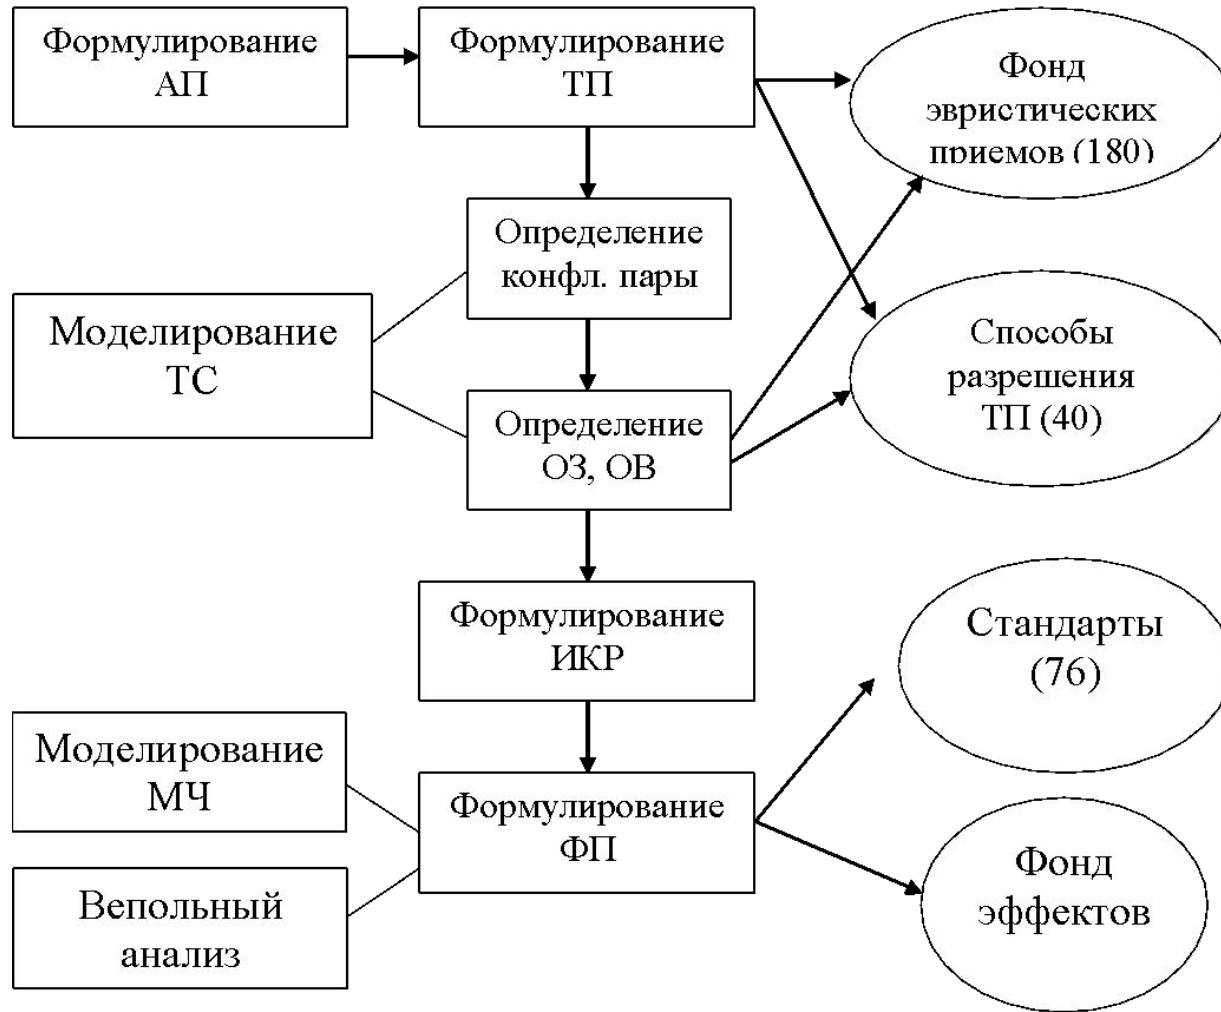 Формулирование
АП
Формулирование
ТП
Фонд
эвристических
приемов (180)
Определение
конфл. пары
Моделирование
ТС
Способы
разрешения
ТП (40)
Определение
ОЗ, ОВ
Формулирование
ИКР
Стандарты
(76)
Моделирование
МЧ
Формулирование
ФП
Фонд
эффектов
Вепольный
анализ